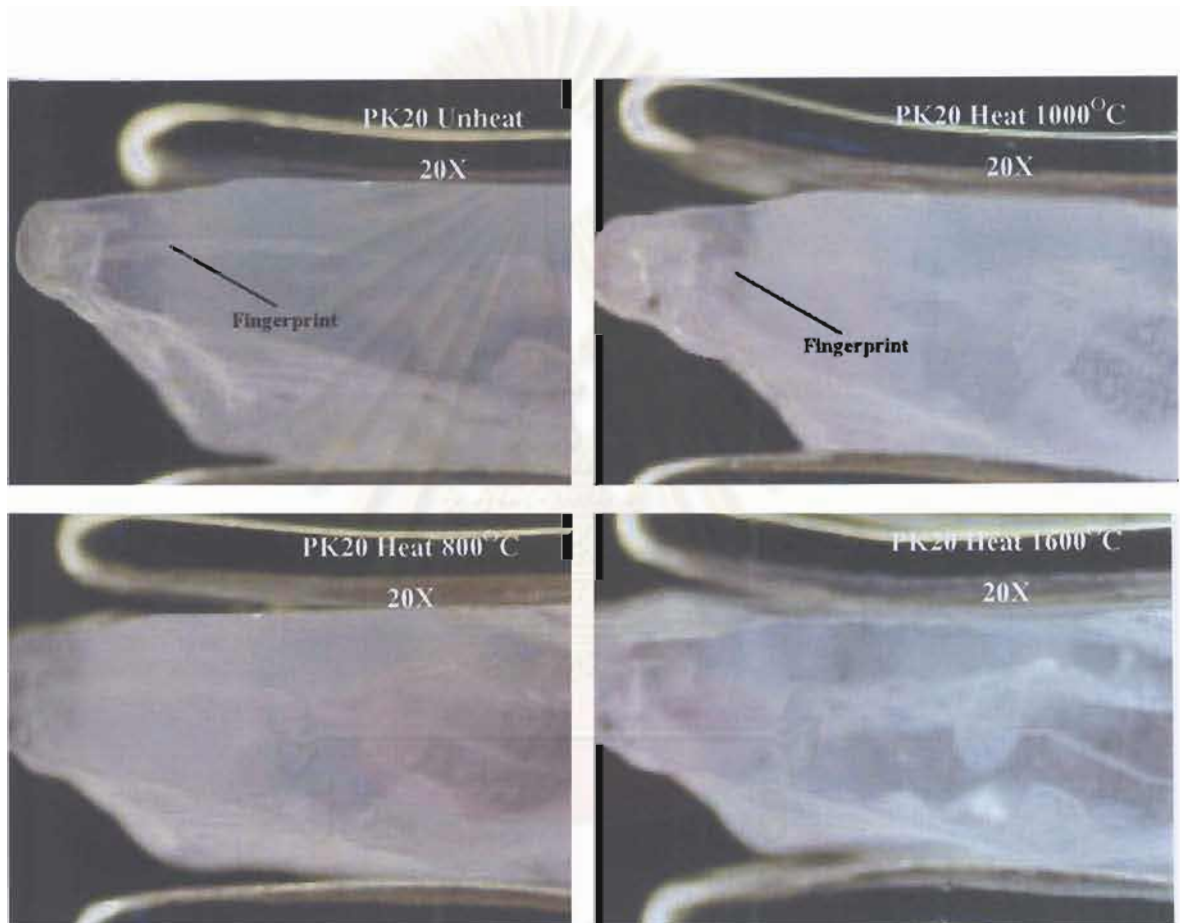 PK20 Unheat
20X
Fingerprint
PK20 Heat 1000°C
20X
Fingerprint
PK20 Heat 800°C
20X
PK20 Heat 1600°C
20X